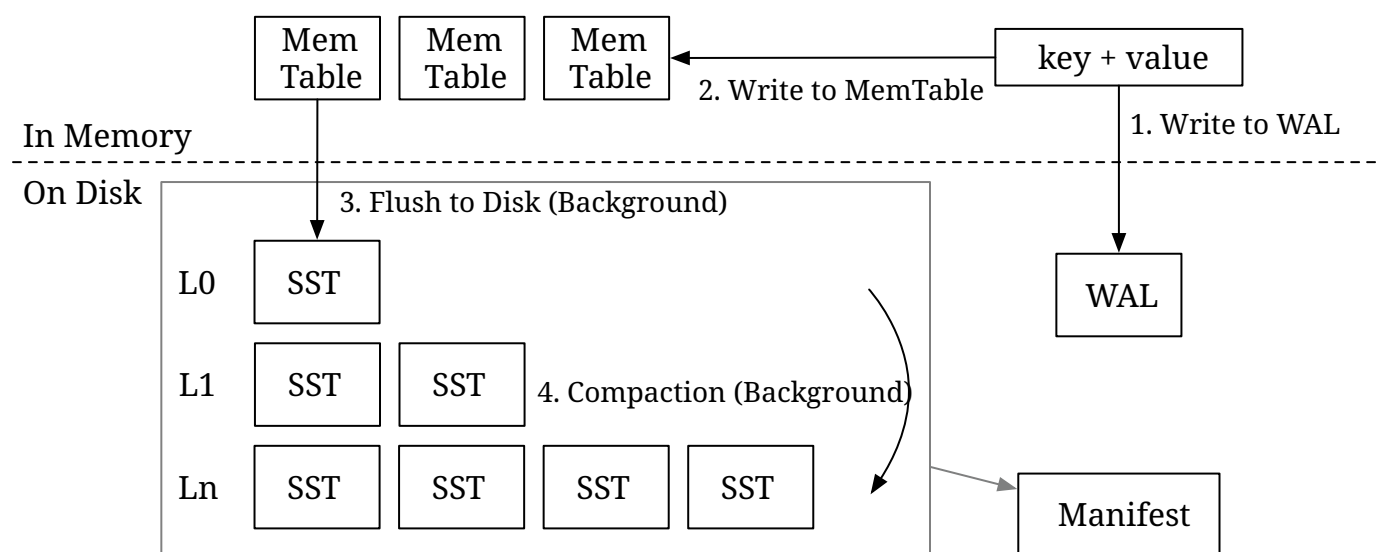 Mem
Table
Mem
Table
Mem
Table
key + value
2. Write to MemTable
1. Write to WAL
In Memory
On Disk
3. Flush to Disk (Background)
L0
SST
WAL
L1
SST
SST
4. Compaction (Background)
Ln
SST
SST
SST
SST
Manifest